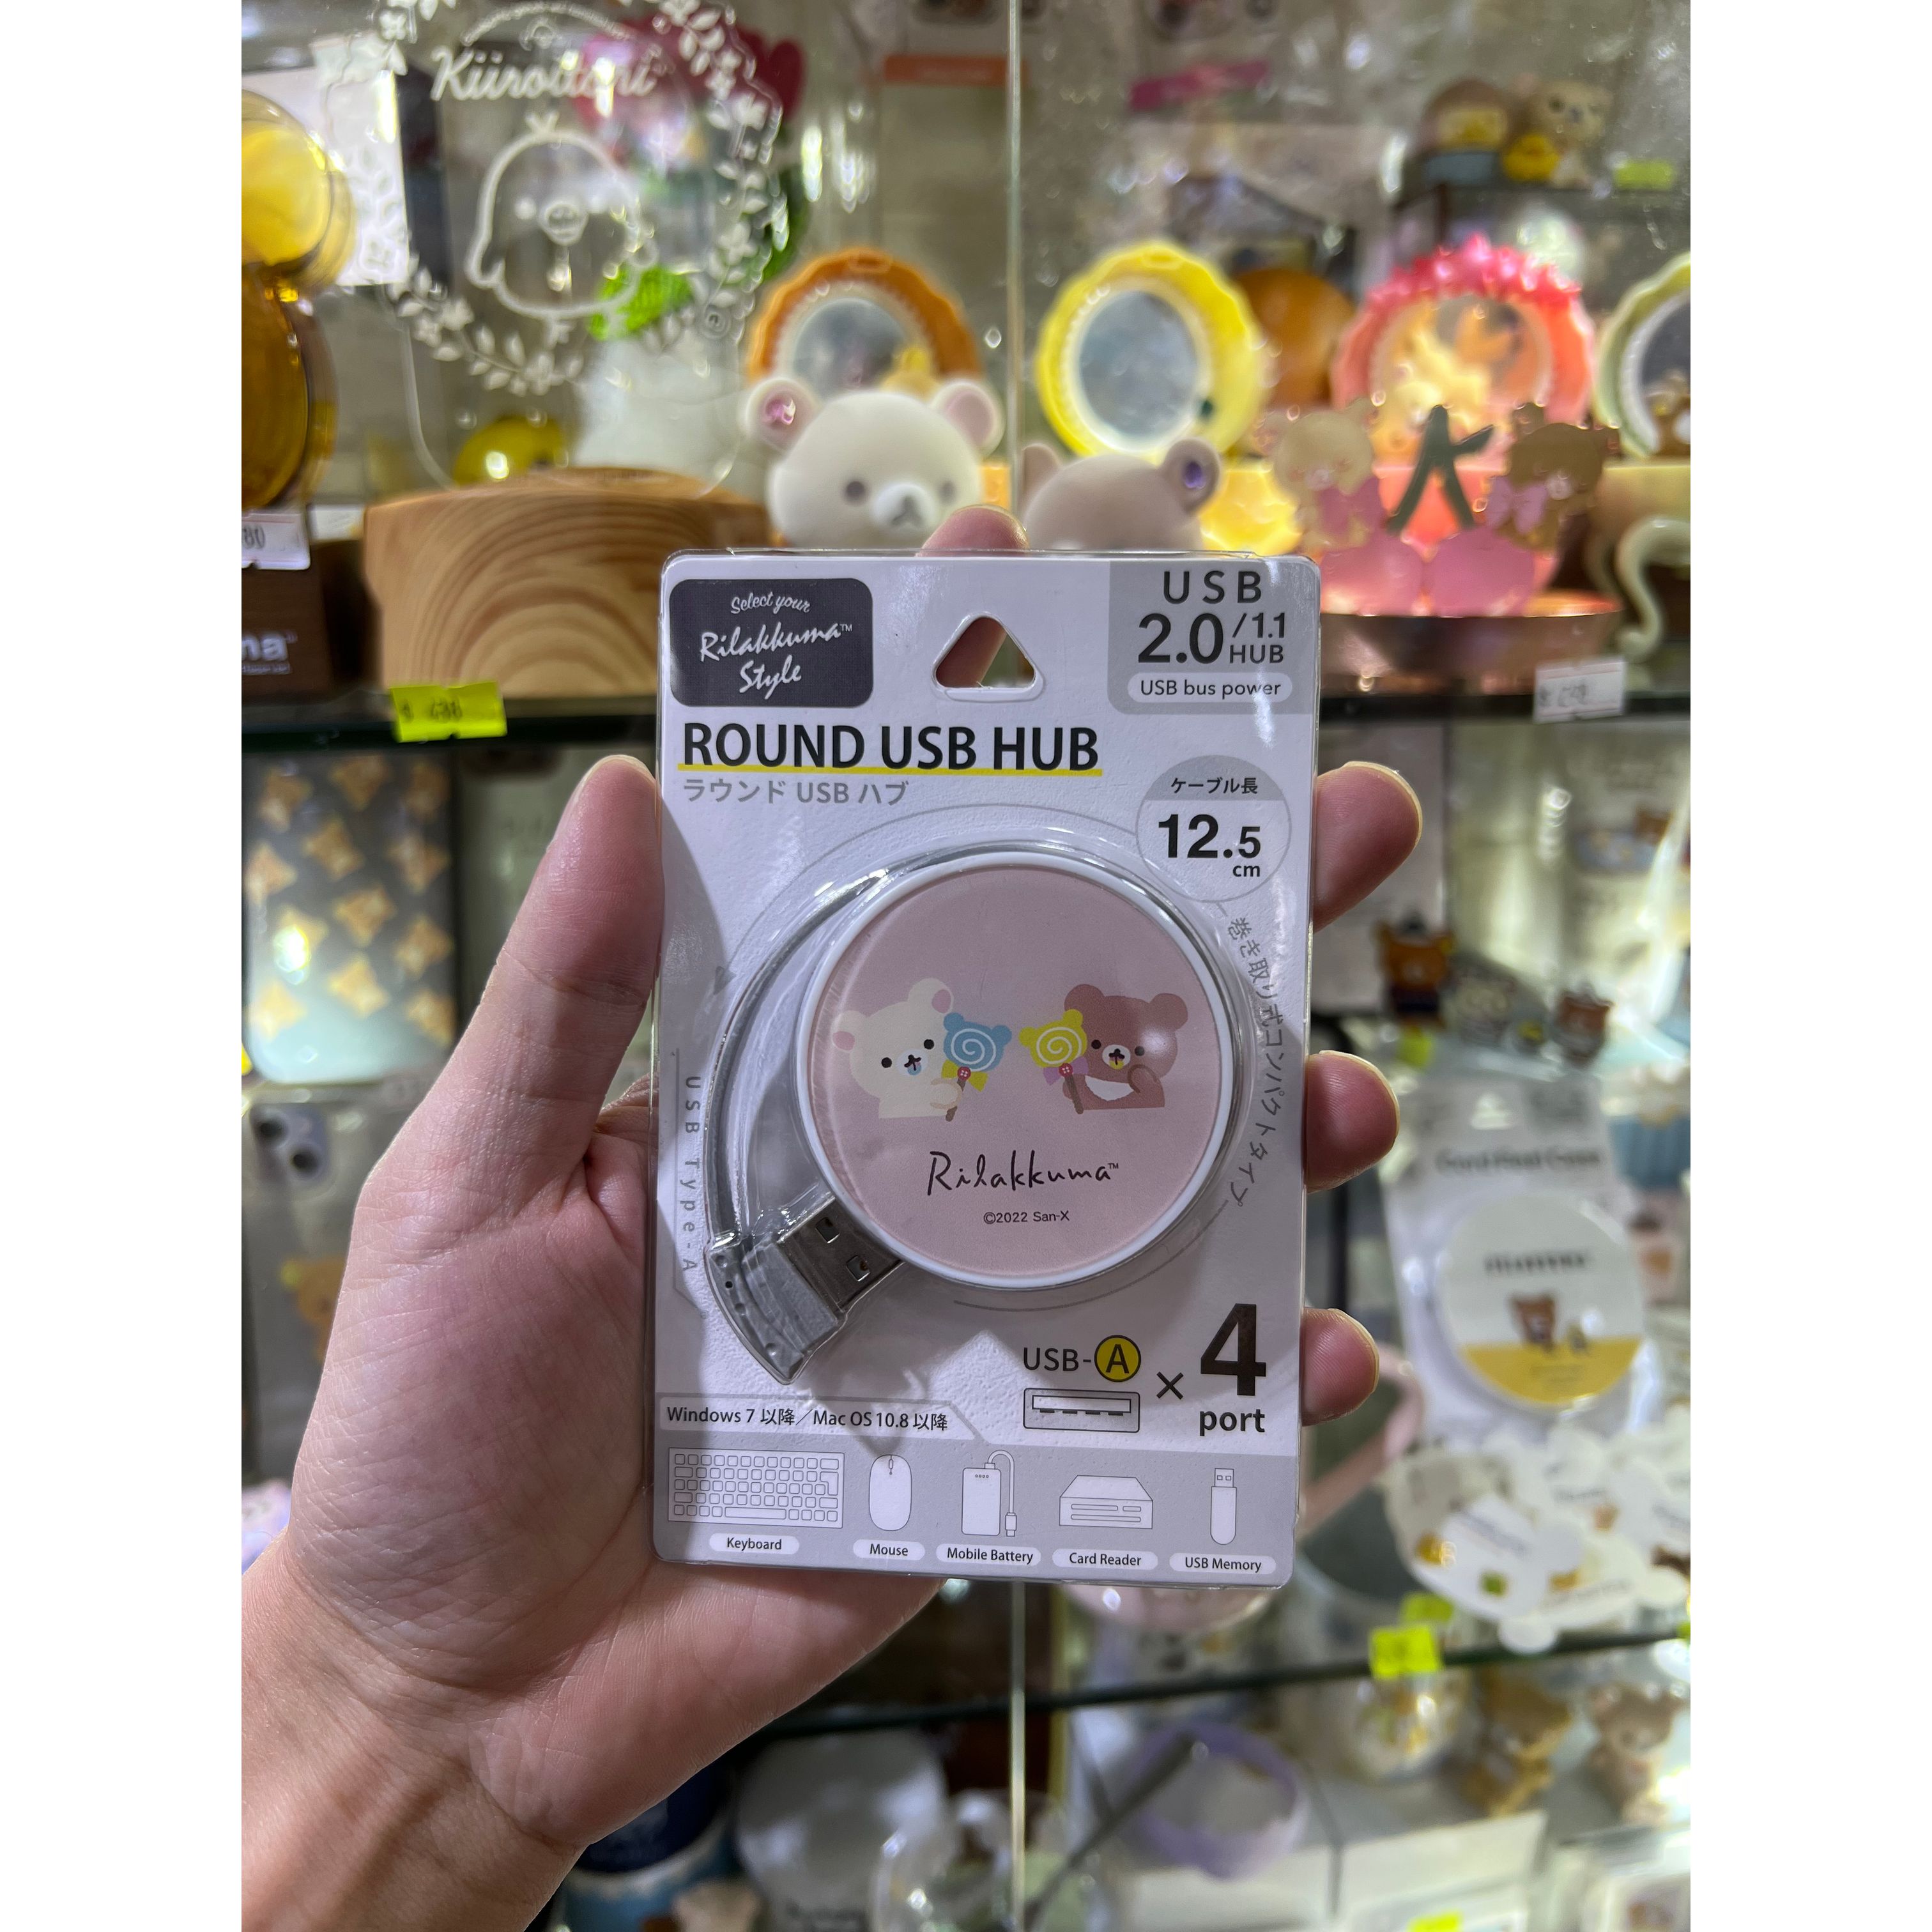 Kiiroitori
Select your
Rilakkuma™
Style
USB
2.0/1.1
HUB
USB bus power
ROUND USB HUB
ラウンド USB ハブ
ケーブル長
12.5
cm
巻き取り式コンパクトタイプ
USB Type-A
Rilakkuma™
©2022 San-X
USB-A × 4
port
Windows 7 以降／Mac OS 10.8 以降
Keyboard
Mouse
Mobile Battery
Card Reader
USB Memory